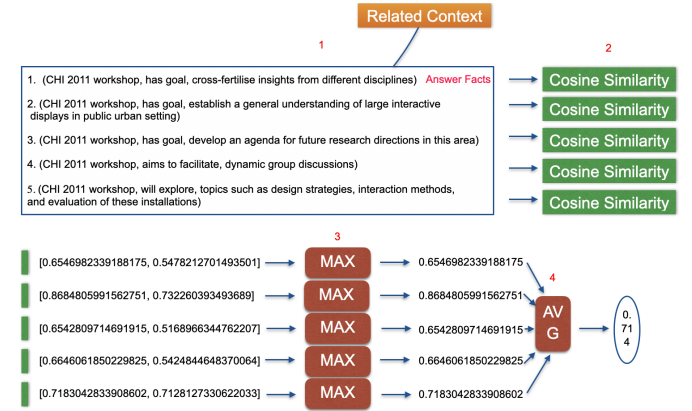 Related Context
1
2
1. (CHI 2011 workshop, has goal, cross-fertilise insights from different disciplines) Answer Facts
Cosine Similarity
2. (CHI 2011 workshop, has goal, establish a general understanding of large interactive
displays in public urban setting)
Cosine Similarity
3. (CHI 2011 workshop, has goal, develop an agenda for future research directions in this area)
Cosine Similarity
4. (CHI 2011 workshop, aims to facilitate, dynamic group discussions)
Cosine Similarity
5. (CHI 2011 workshop, will explore, topics such as design strategies, interaction methods,
and evaluation of these installations)
Cosine Similarity
3
4
[0.6546982339188175, 0.5478212701493501]
MAX
0.6546982339188175
[0.8684805991562751, 0.732260393493689]
MAX
0.8684805991562751
[0.6542809714691915, 0.5168966344762207]
MAX
0.6542809714691915
[0.6646061850229825, 0.5424844648370064]
MAX
0.6646061850229825
[0.7183042833908602, 0.7128127330622033]
MAX
0.7183042833908602
AV
G
0.
71
4